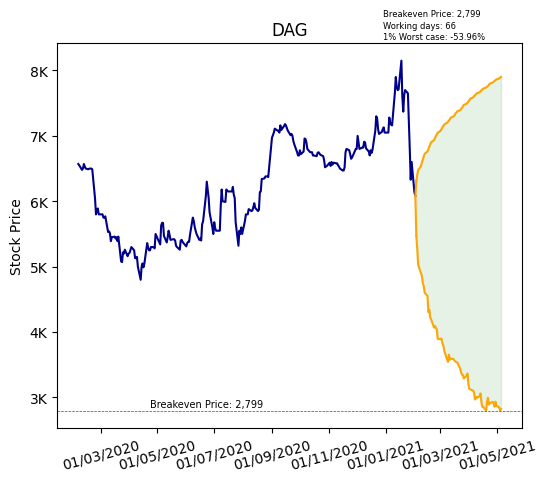 Breakeven Price: 2,799
Working days: 66
1% Worst case: -53.96%
DAG
Stock Price
8K
7K
6K
5K
4K
3K
Breakeven Price: 2,799
01/03/2020
01/05/2020
01/07/2020
01/09/2020
01/11/2020
01/01/2021
01/03/2021
01/05/2021